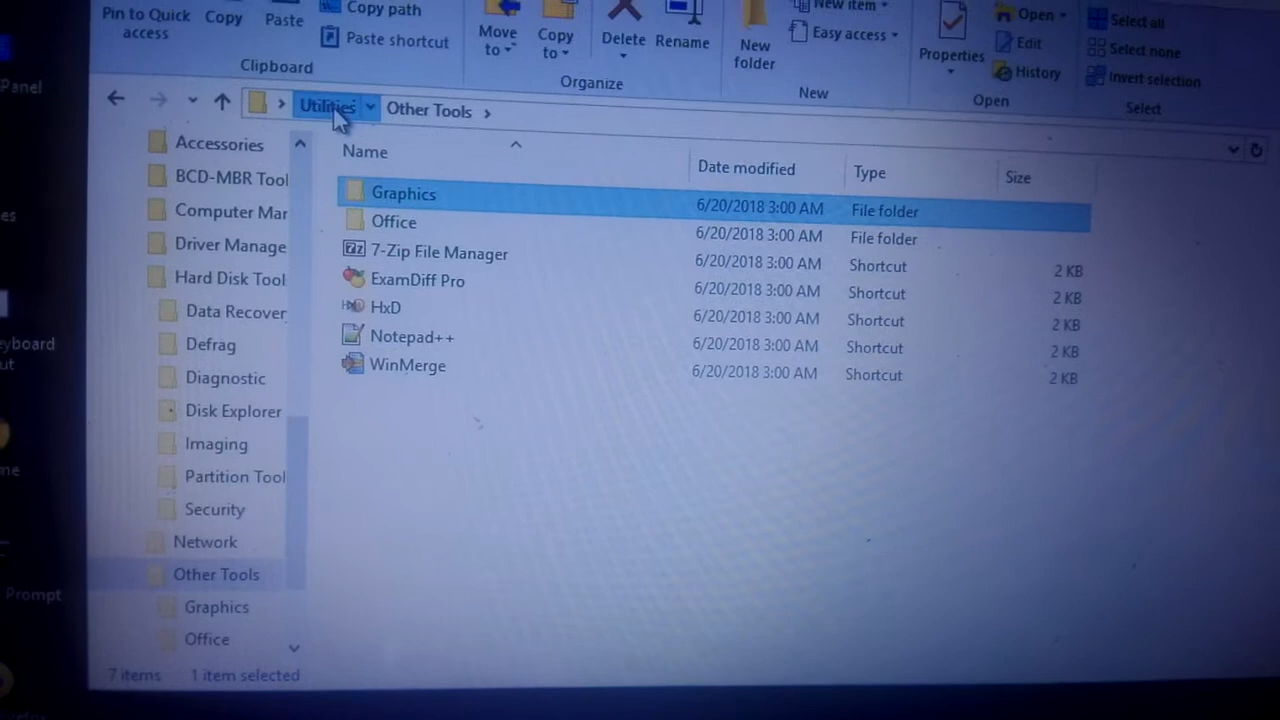 Pin to Quick access
Copy
Paste
Copy path
Paste shortcut
Clipboard
Move to
Copy to
Delete
Rename
Organize
New folder
New item
Easy access
New
Properties
Open
Edit
History
Open
Select all
Select none
Invert selection
Select
Utilities
Other Tools
Panel
es
eyboard
ut
me
Prompt
Accessories
BCD-MBR Tool
Computer Mar
Driver Manage
Hard Disk Tool
Data Recover
Defrag
Diagnostic
Disk Explorer
Imaging
Partition Tool
Security
Network
Other Tools
Graphics
Office
Name Date modified Type Size
Graphics 6/20/2018 3:00 AM File folder
Office 6/20/2018 3:00 AM File folder
7-Zip File Manager 6/20/2018 3:00 AM Shortcut 2 KB
ExamDiff Pro 6/20/2018 3:00 AM Shortcut 2 KB
HxD 6/20/2018 3:00 AM Shortcut 2 KB
Notepad++ 6/20/2018 3:00 AM Shortcut 2 KB
WinMerge 6/20/2018 3:00 AM Shortcut 2 KB
7 items 1 item selected